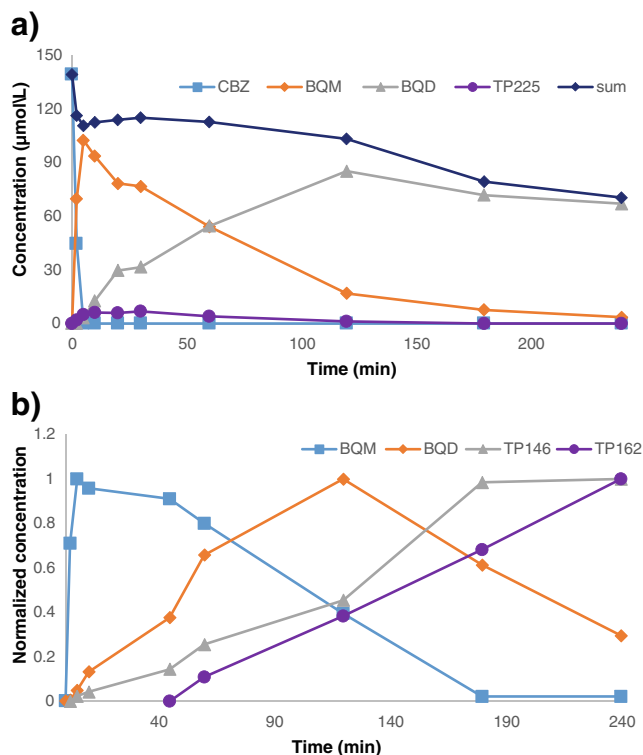 a)
150
CBZ BQM BQD TP225 sum
120
90
60
30
0
Concentration (µmol\L)
0 50 100 150 200
Time (min)
b)
1.2
BQM BQD TP146 TP162
1
0.8
0.6
0.4
0.2
0
Normalized concentration
40 90 140 190 240
Time (min)